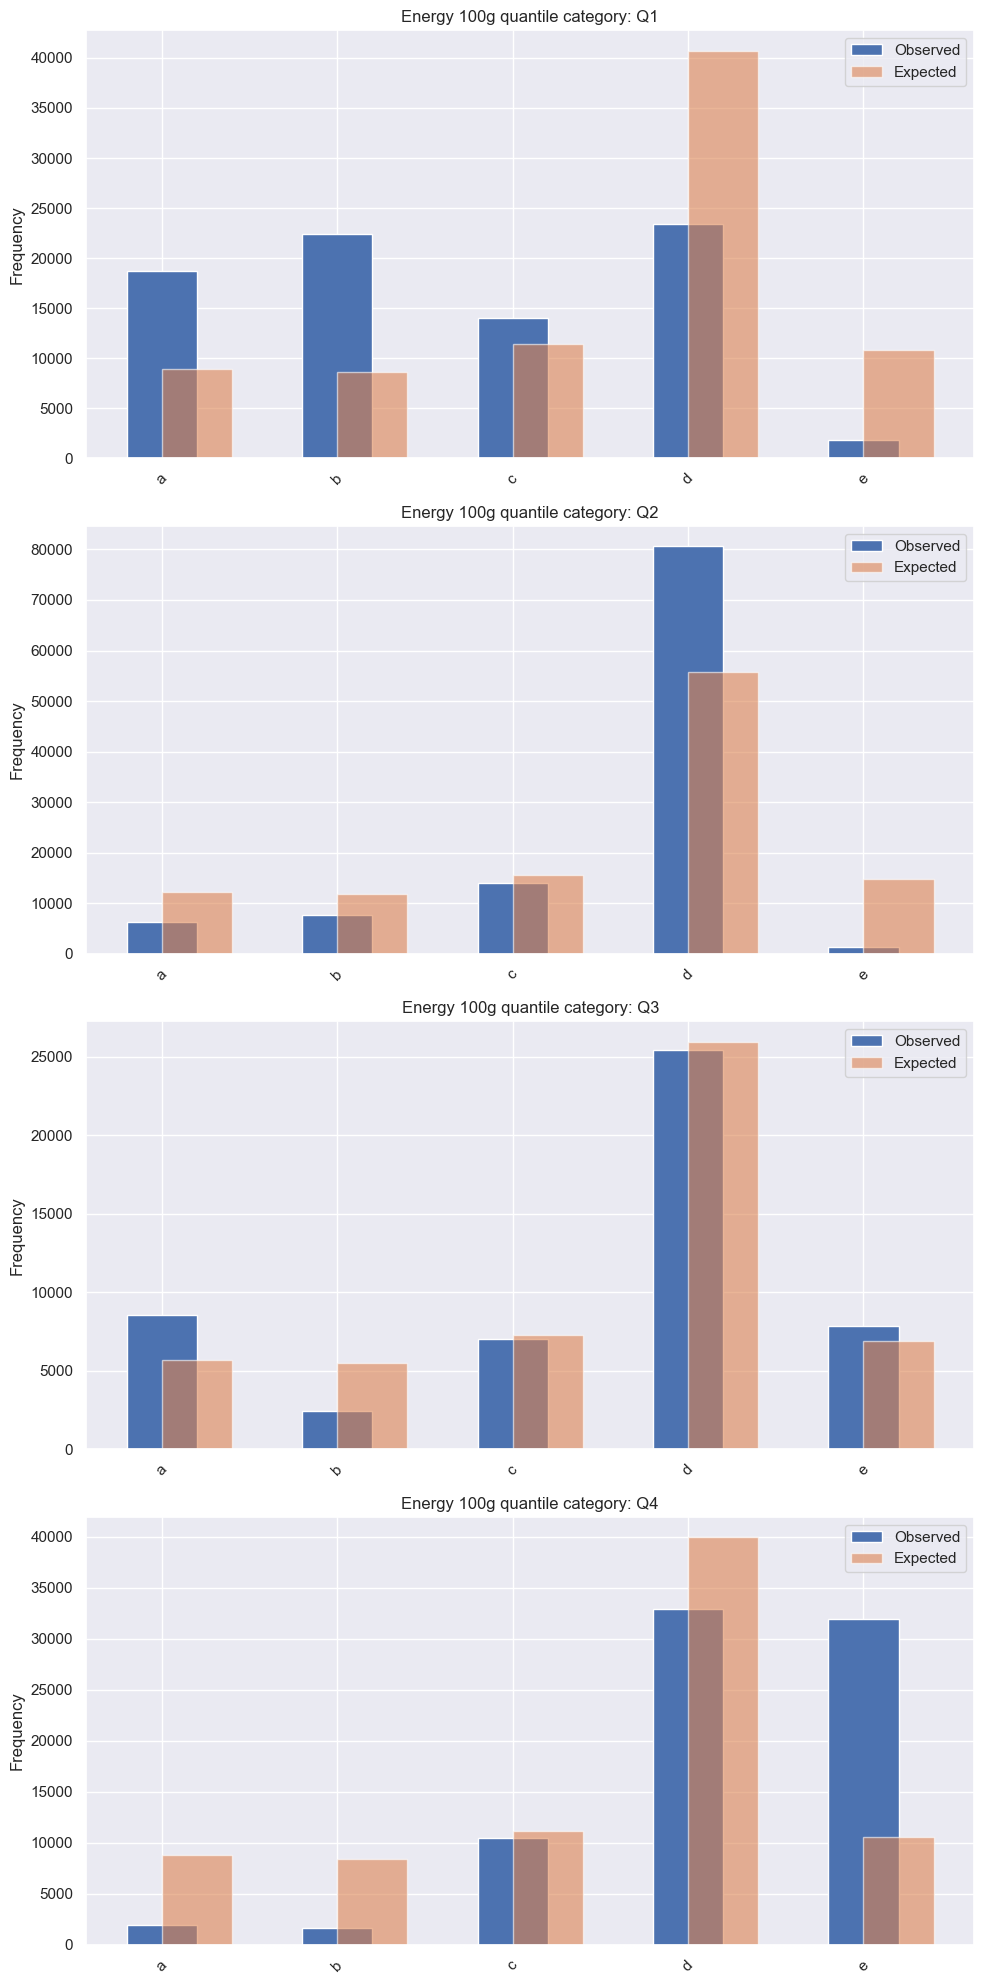 Energy 100g quantile category: Q1
Observed
Expected
Frequency
40000
35000
30000
25000
20000
15000
10000
5000
0
a b c d e
Energy 100g quantile category: Q2
Observed
Expected
Frequency
80000
70000
60000
50000
40000
30000
20000
10000
0
a b c d e
Energy 100g quantile category: Q3
Observed
Expected
Frequency
25000
20000
15000
10000
5000
0
a b c d e
Energy 100g quantile category: Q4
Observed
Expected
Frequency
40000
35000
30000
25000
20000
15000
10000
5000
0
a b c d e